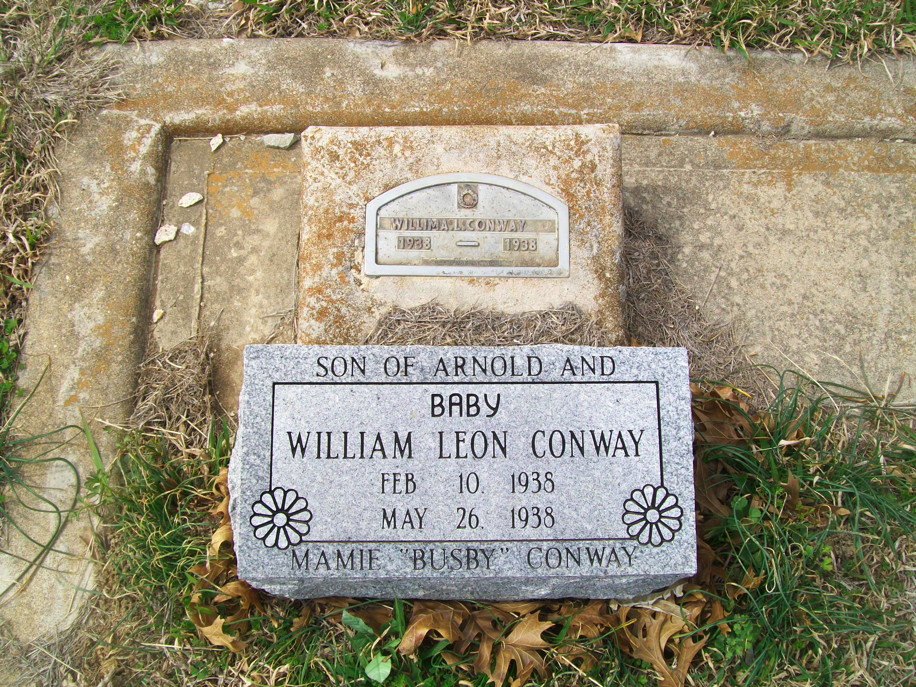 WILLIMA L. CONWAY
1938 — 1938
SON OF ARNOLD AND
BABY
WILLIAM LEON CONWAY
FEB 10. 1938
MAY 26. 1938
MAMIE "BUSBY" CONWAY